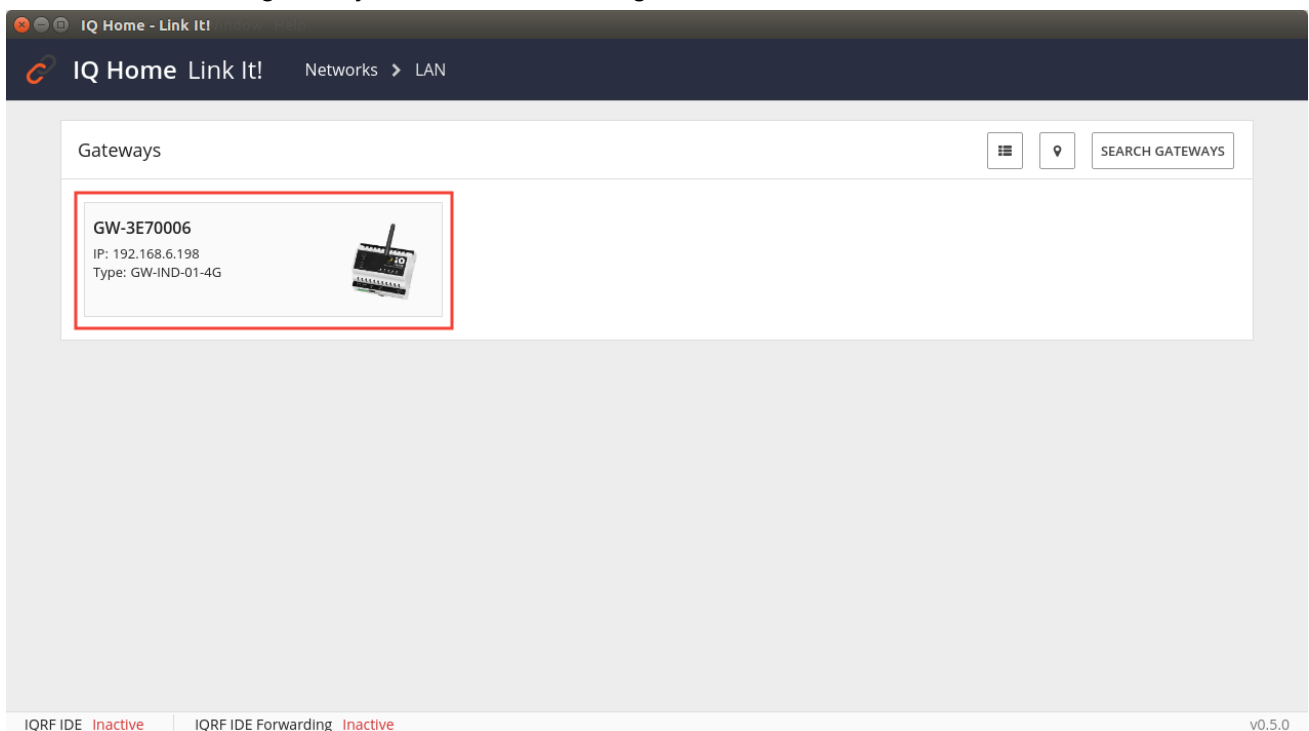 IQ Home - Link It!
IQ Home Link It! Networks > LAN
Gateways
SEARCH GATEWAYS
GW-3E70006
IP: 192.168.6.198
Type: GW-IND-01-4G
IQRF IDE Inactive IQRF IDE Forwarding Inactive v0.5.0